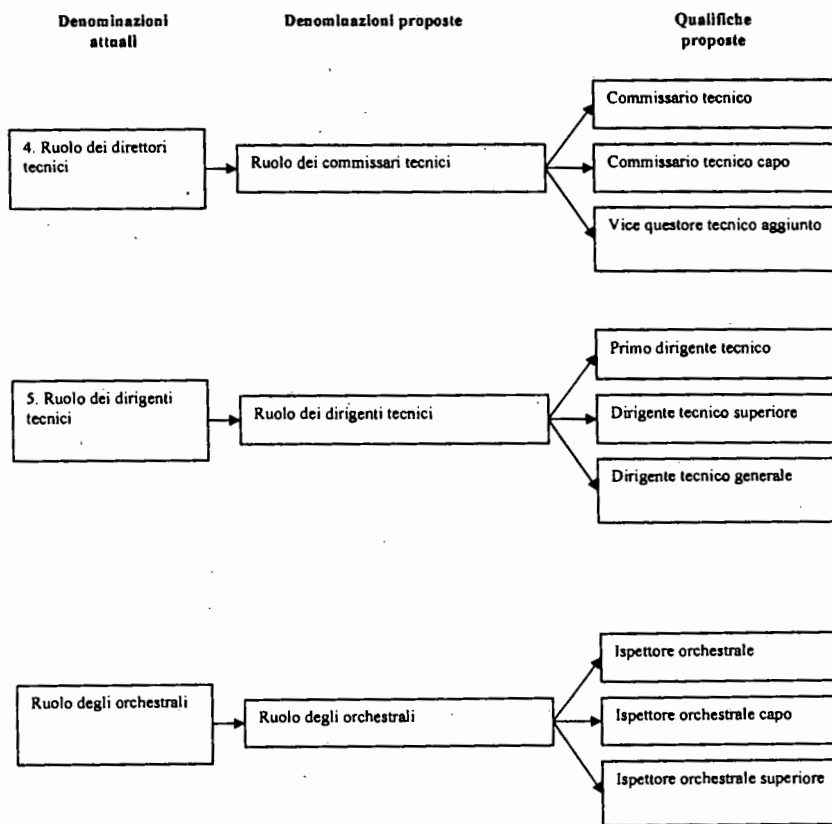 Denominazioni
attuali
Denominazioni proposte
Qualifiche
proposte
4. Ruolo dei direttori
tecnici
Ruolo dei commissari tecnici
Commissario tecnico
Commissario tecnico capo
Vice questore tecnico aggiunto
5. Ruolo dei dirigenti
tecnici
Ruolo dei dirigenti tecnici
Primo dirigente tecnico
Dirigente tecnico superiore
Dirigente tecnico generale
Ruolo degli orchestrali
Ruolo degli orchestrali
Ispettore orchestrale
Ispettore orchestrale capo
Ispettore orchestrale superiore